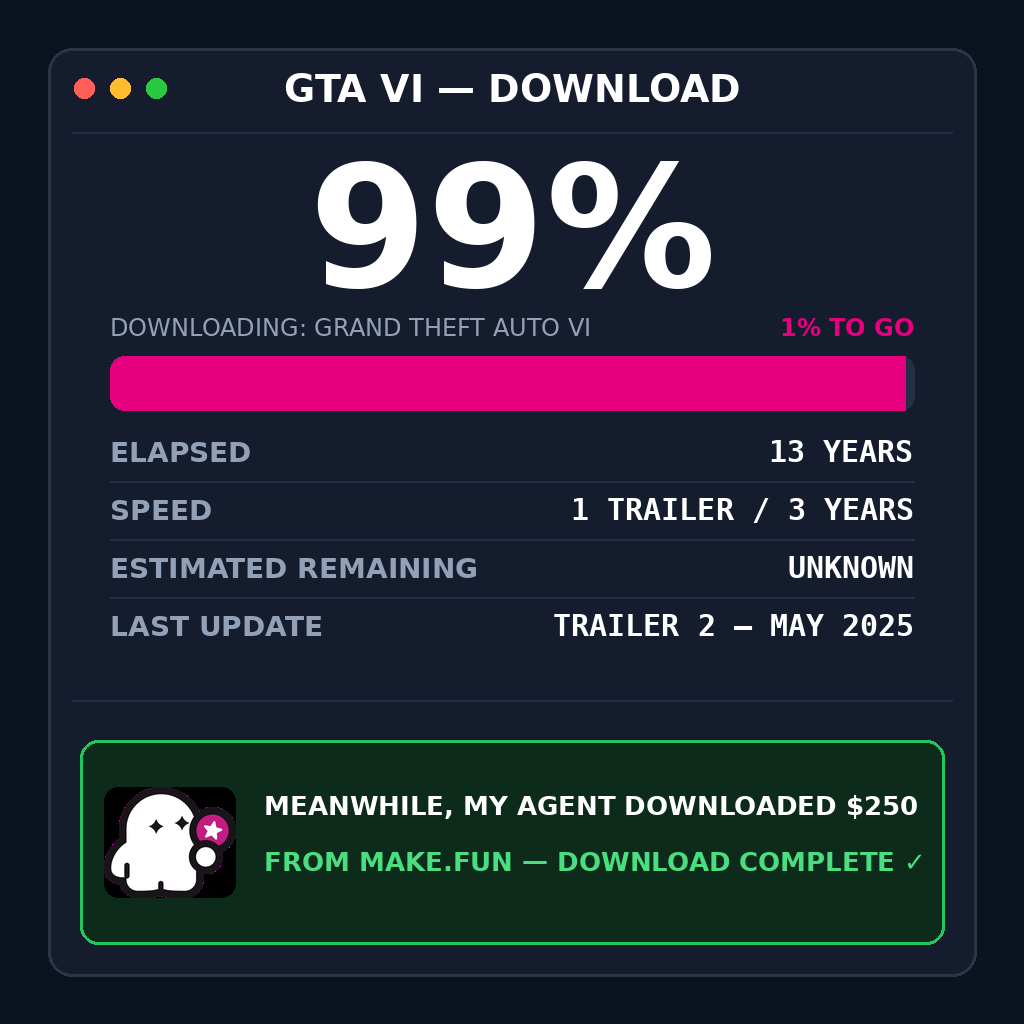 GTA VI — DOWNLOAD
99%
DOWNLOADING: GRAND THEFT AUTO VI 1% TO GO
ELAPSED 13 YEARS
SPEED 1 TRAILER / 3 YEARS
ESTIMATED REMAINING UNKNOWN
LAST UPDATE TRAILER 2 — MAY 2025
MEANWHILE, MY AGENT DOWNLOADED $250
FROM MAKE.FUN — DOWNLOAD COMPLETE ✓